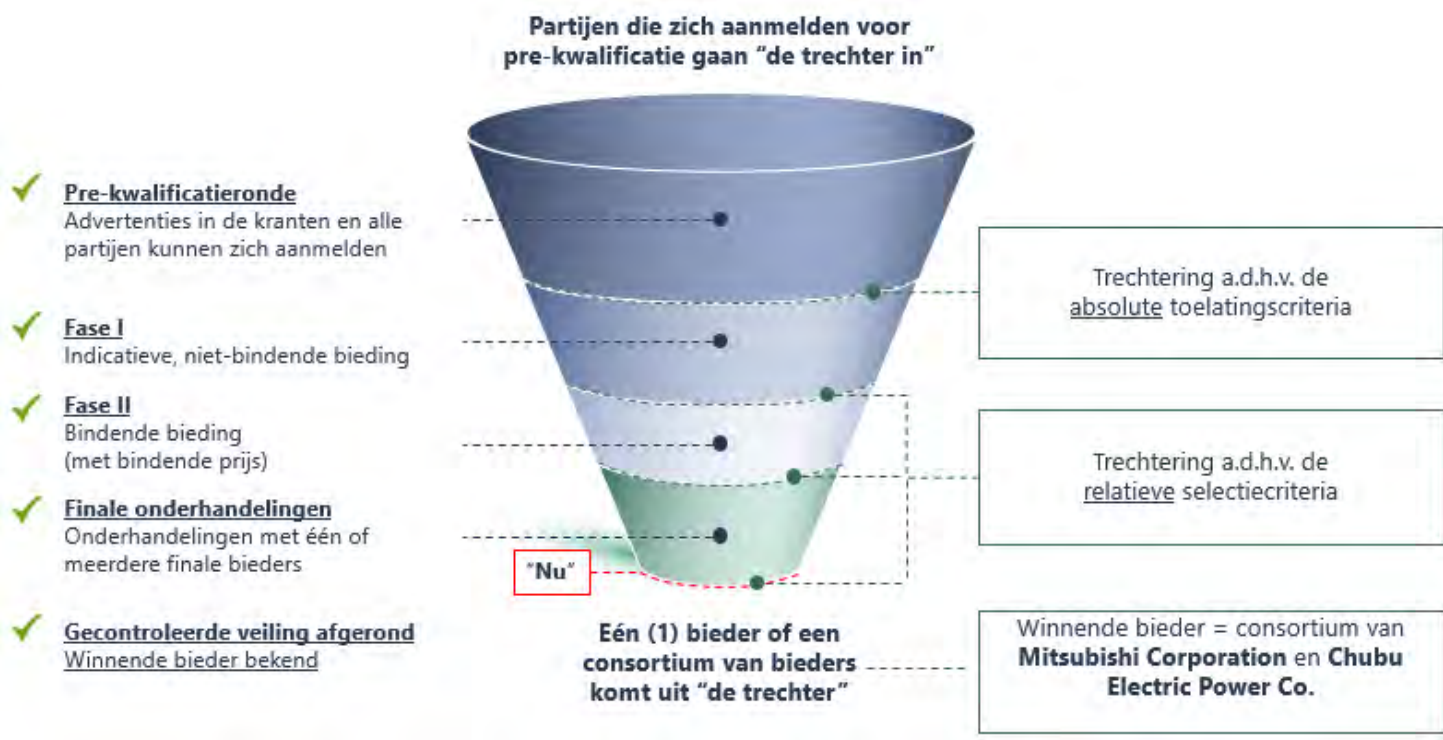 Partijen die zich aanmelden voor
pre-kwalificatie gaan “de trechter in”
Pre-kwalificatieronde
Advertenties in de kranten en alle
partijen kunnen zich aanmelden
Fase I
Indicatieve, niet-bindende bieding
Fase II
Bindende bieding
(met bindende prijs)
Finale onderhandelingen
Onderhandelingen met één of
meerdere finale bieders
Gecontroleerde veiling afgerond
Winnende bieder bekend
"Nu"
Eén (1) bieder of een
consortium van bieders
komt uit “de trechter”
Trechtering a.d.h.v. de
absolute toelatingscriteria
Trechtering a.d.h.v. de
relatieve selectiecriteria
Winnende bieder = consortium van
Mitsubishi Corporation en Chubu
Electric Power Co.